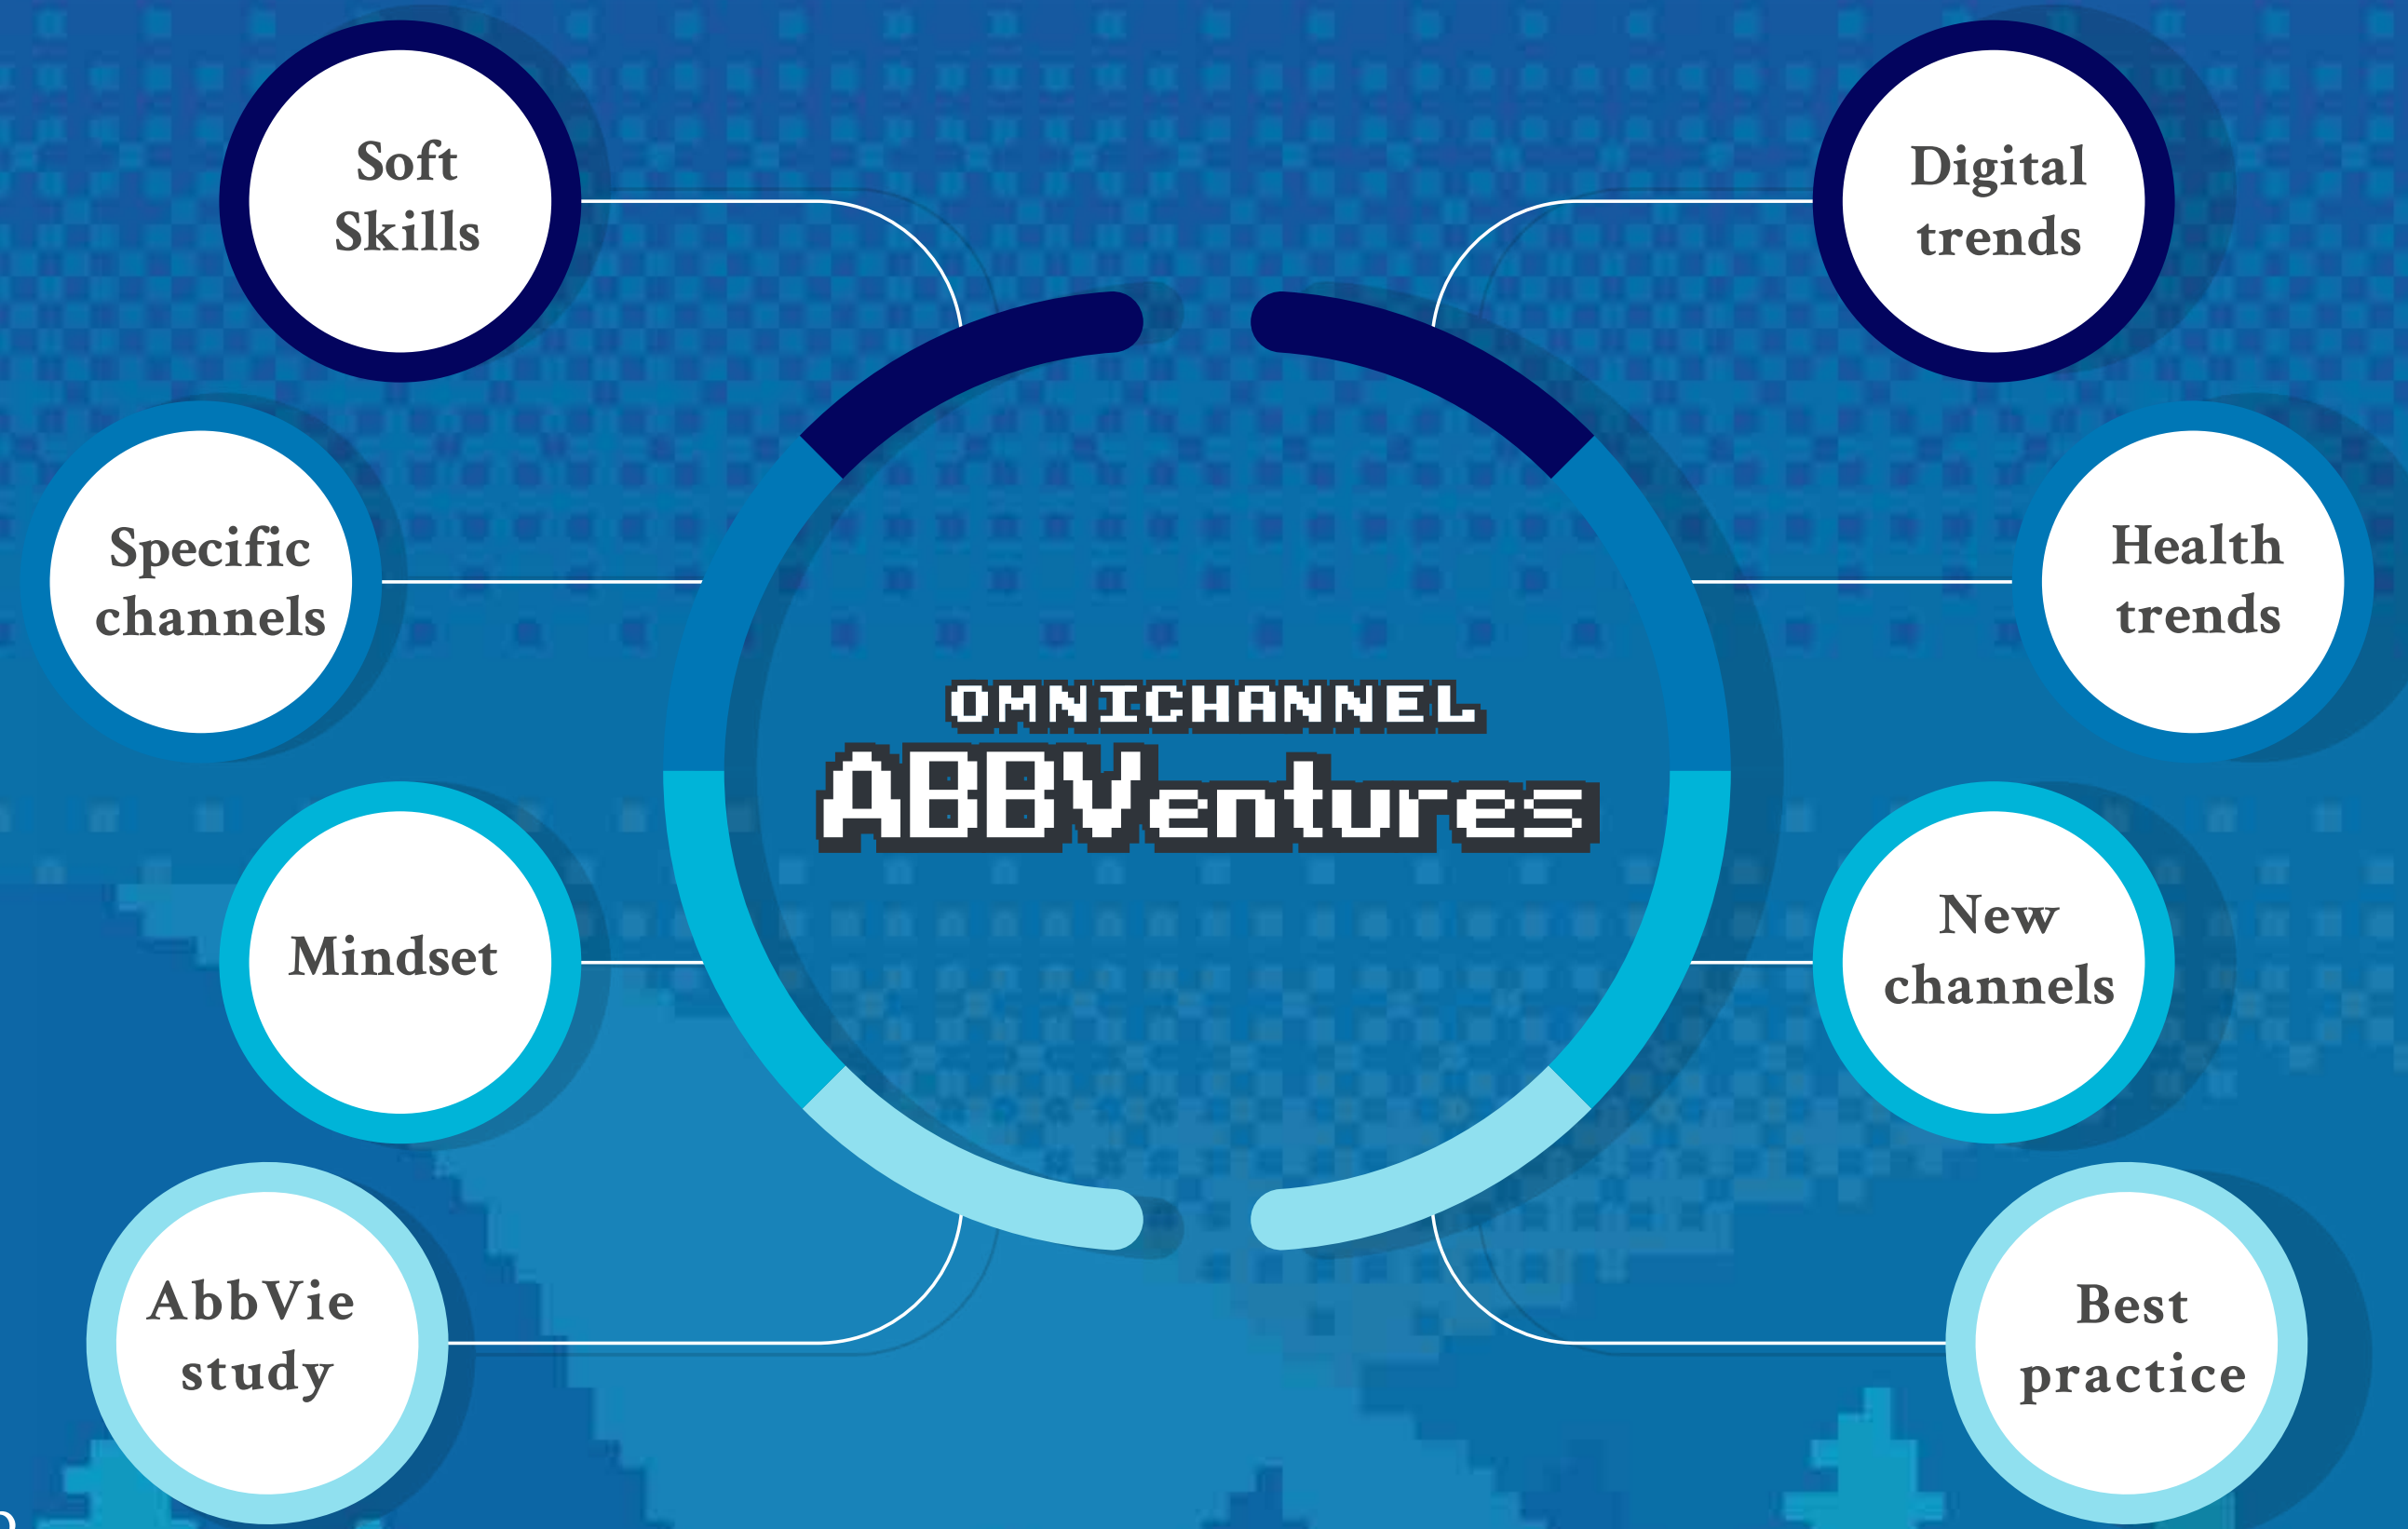 Soft
Skills
Digital
trends
Specific
channels
Health
trends
OMNICHANNEL
ABBVentures
Mindset
New
channels
AbbVie
study
Best
practice